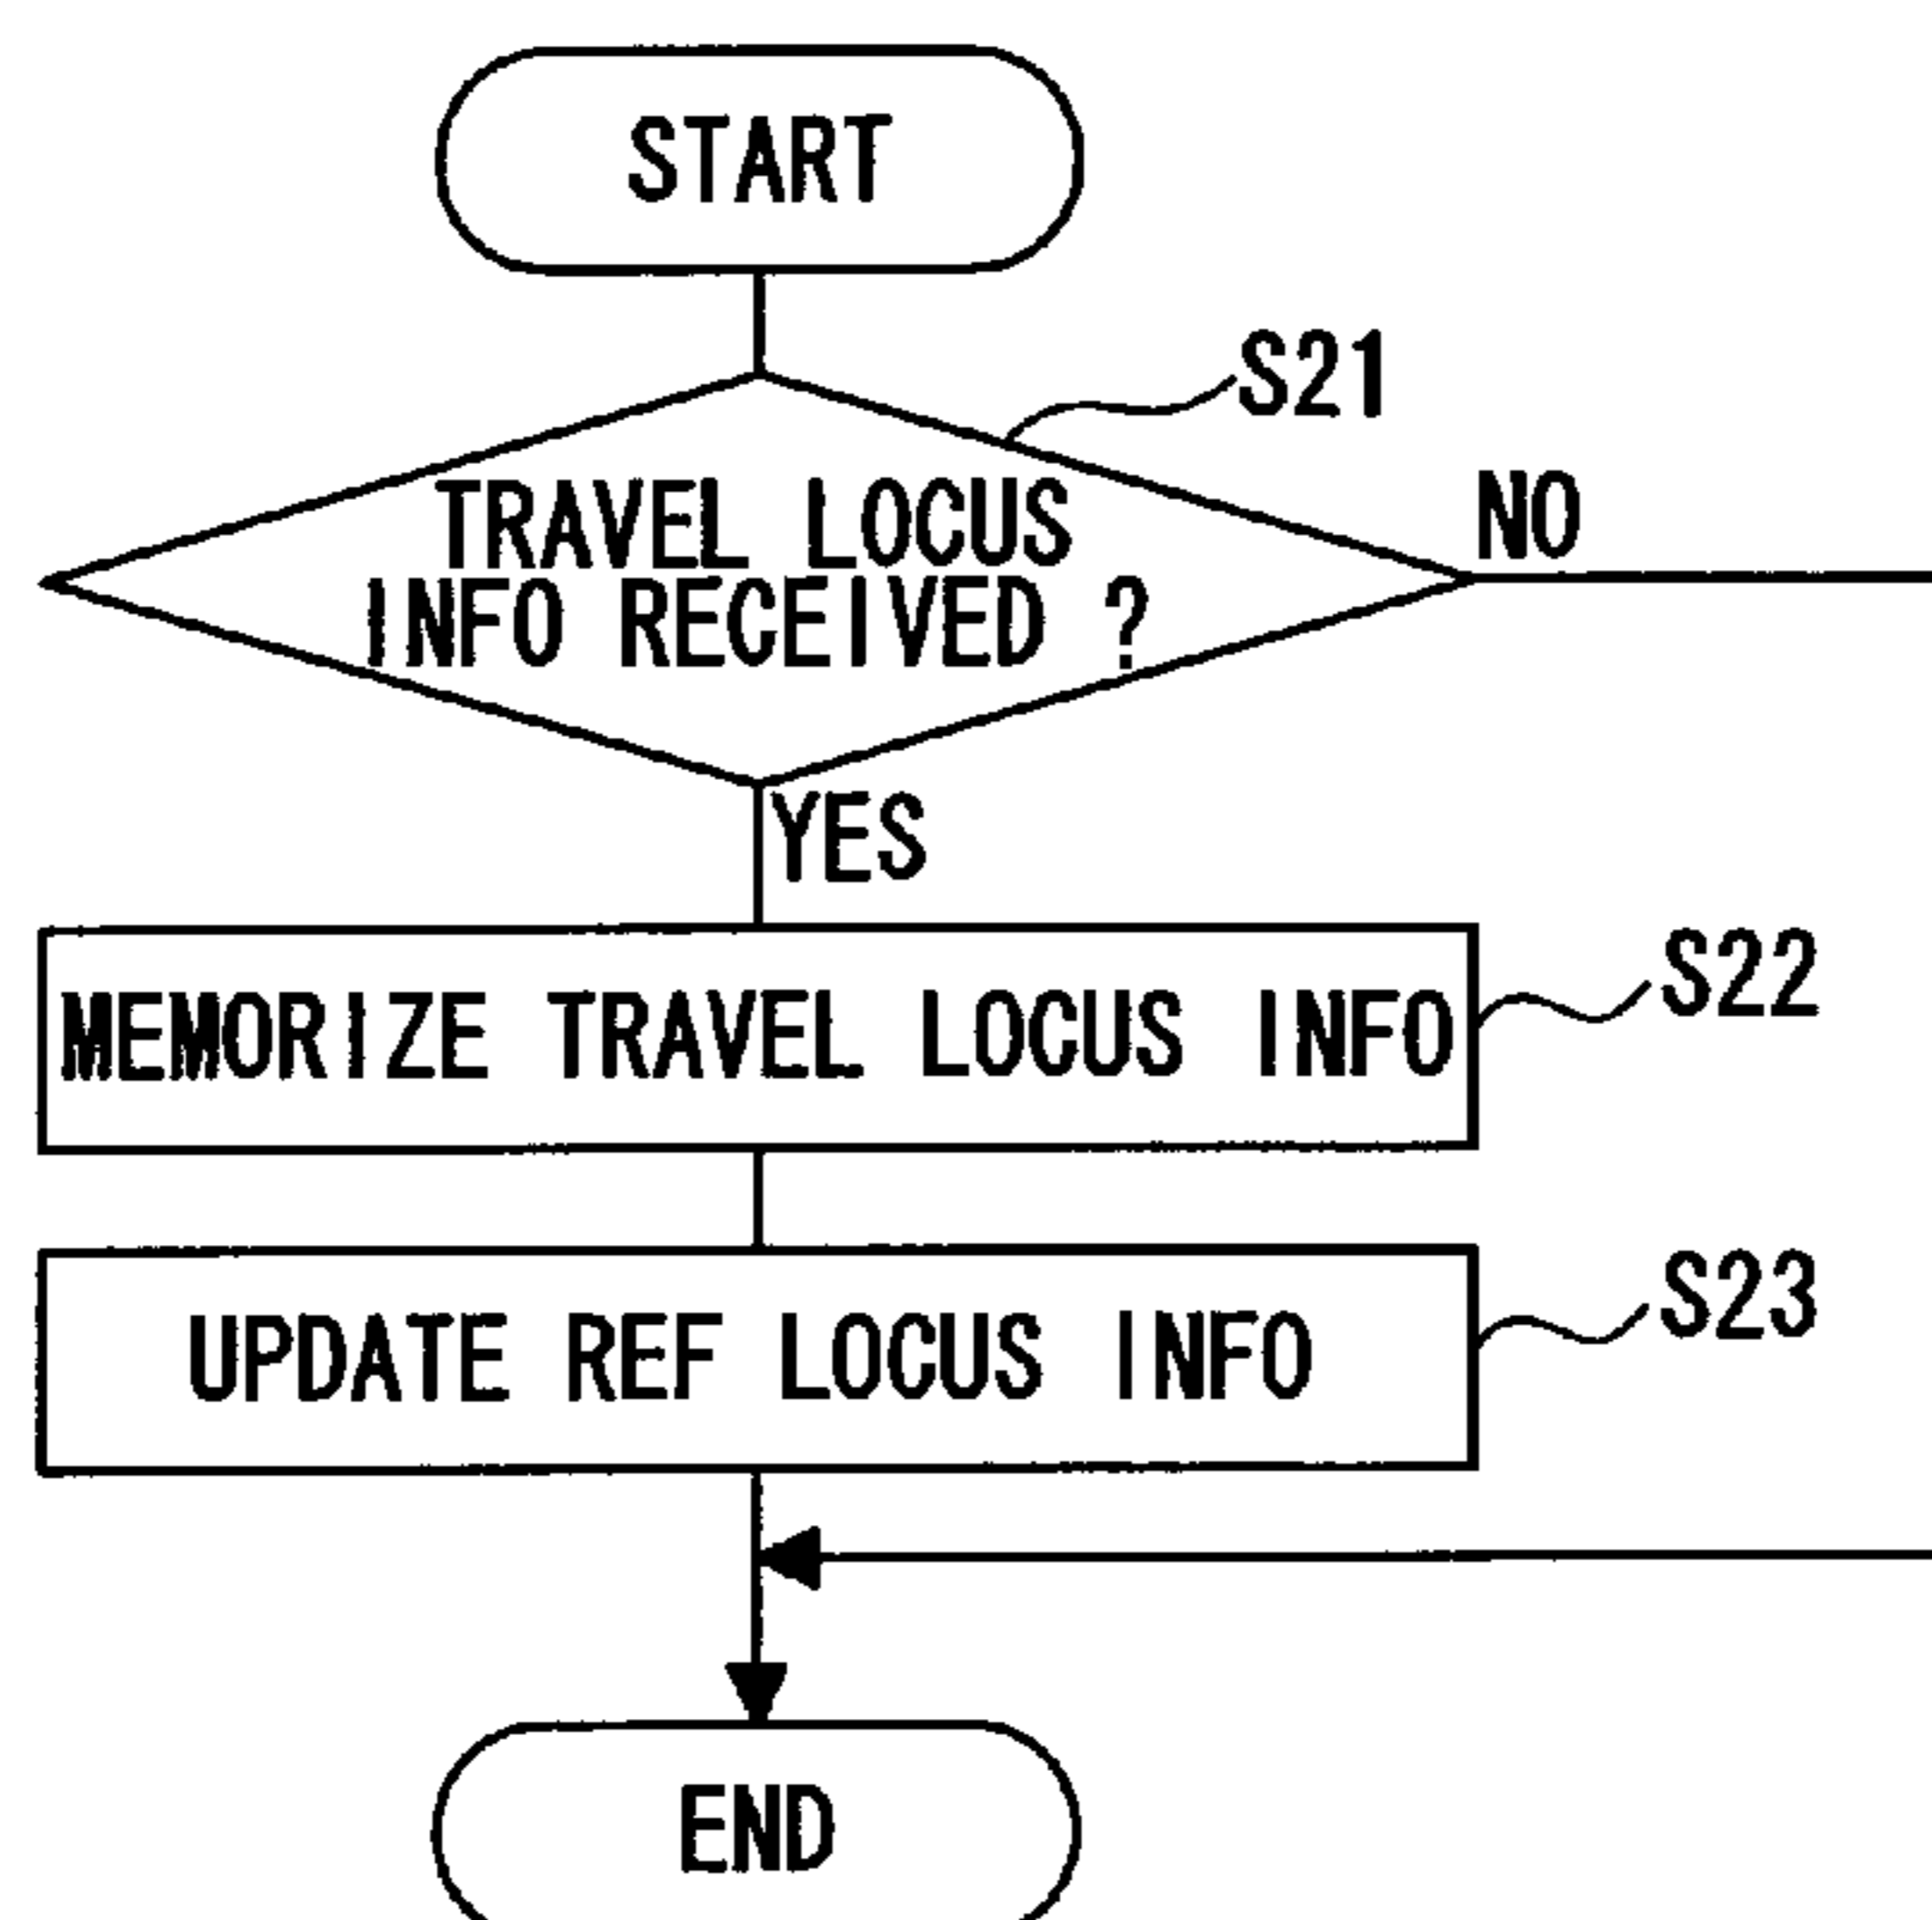 START
S21
TRAVEL LOCUS
INFO RECEIVED ?
NO
YES
MEMORIZE TRAVEL LOCUS INFO
S22
UPDATE REF LOCUS INFO
S23
END